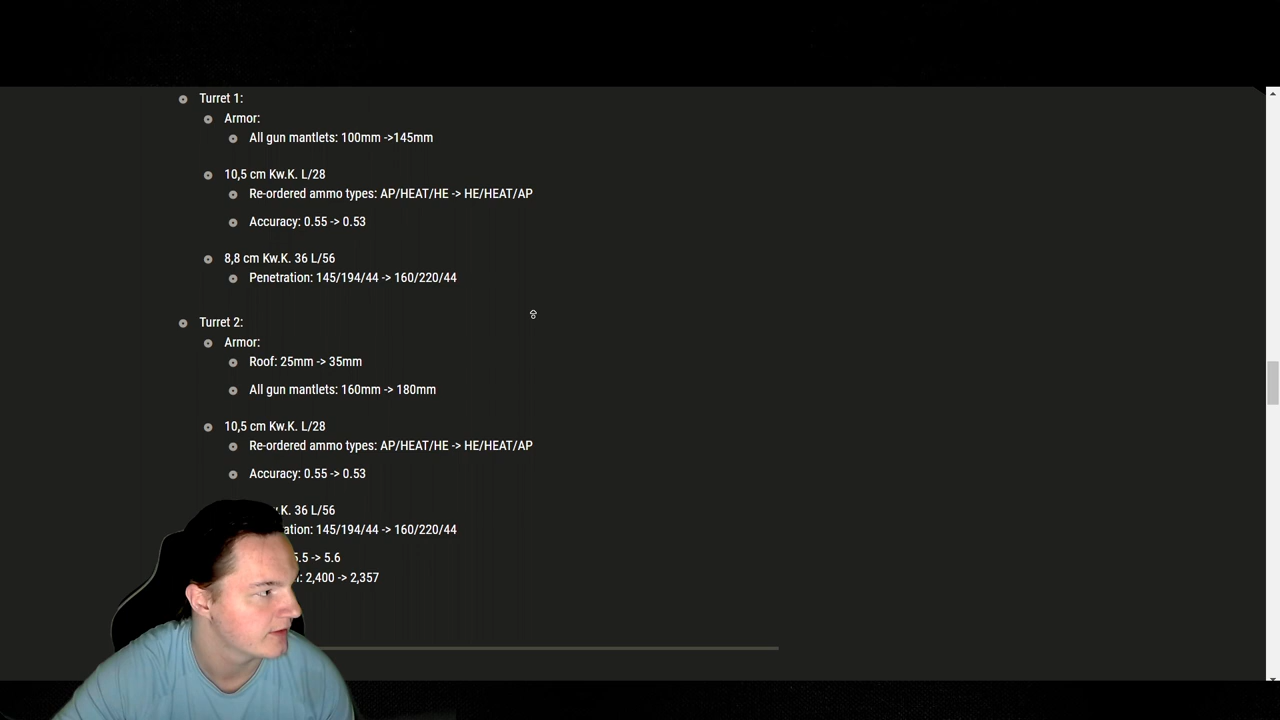 Turret 1:
Armor:
All gun mantlets: 100mm ->145mm
10,5 cm Kw.K. L/28
Re-ordered ammo types: AP/HEAT/HE -> HE/HEAT/AP
Accuracy: 0.55 -> 0.53
8,8 cm Kw.K. 36 L/56
Penetration: 145/194/44 -> 160/220/44
Turret 2:
Armor:
Roof: 25mm -> 35mm
All gun mantlets: 160mm -> 180mm
10,5 cm Kw.K. L/28
Re-ordered ammo types: AP/HEAT/HE -> HE/HEAT/AP
Accuracy: 0.55 -> 0.53
36 L/56
145/194/44 -> 160/220/44
5.5 -> 5.6
2,400 -> 2,357